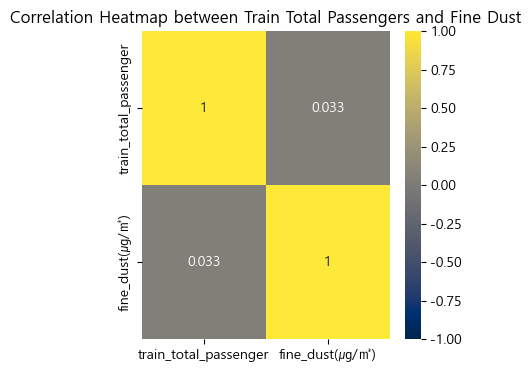 Correlation Heatmap between Train Total Passengers and Fine Dust
train_total_passenger
1
0.033
fine_dust(㎍/㎥)
0.033
1
train_total_passenger
fine_dust(㎍/㎥)
1.00
0.75
0.50
0.25
0.00
-0.25
-0.50
-0.75
-1.00